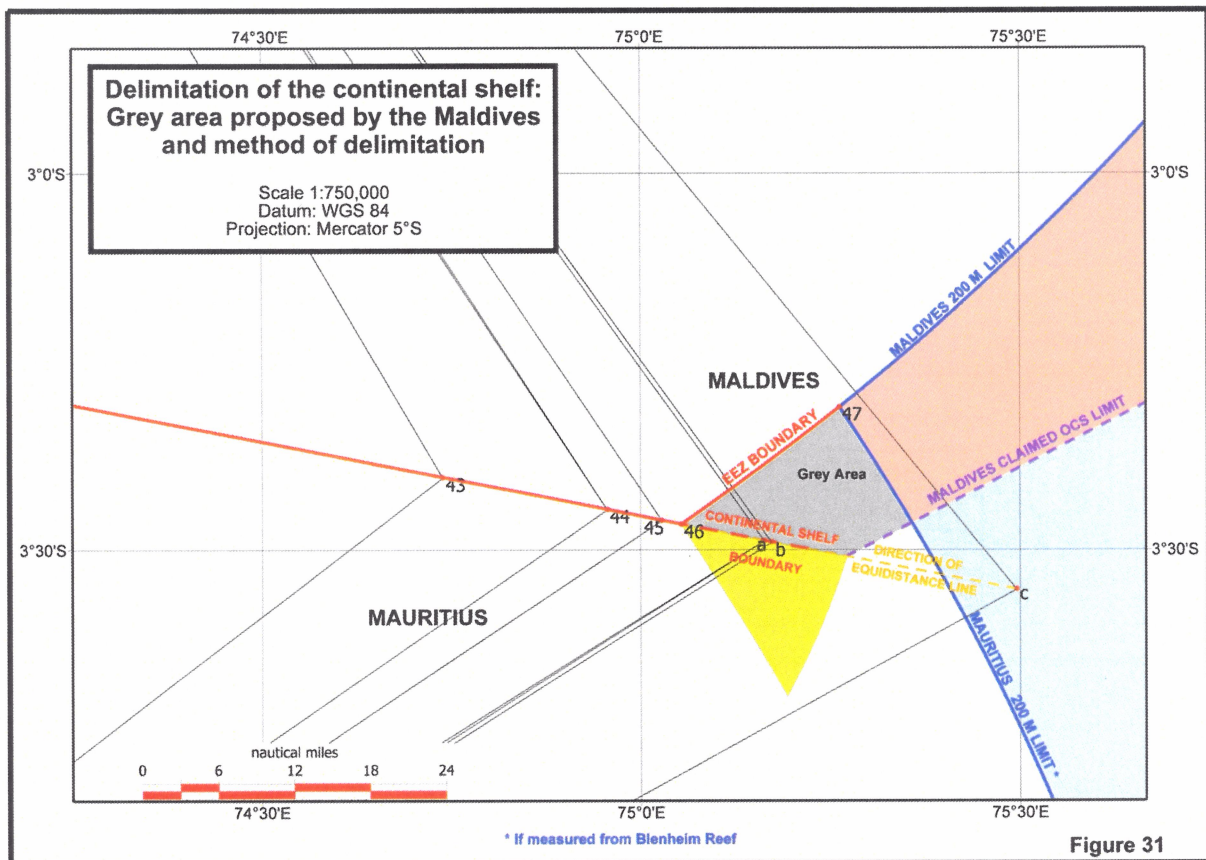 74°30'E 75°0'E 75°30'E
Delimitation of the continental shelf:
Grey area proposed by the Maldives
and method of delimitation
Scale 1:750,000
Datum: WGS 84
Projection: Mercator 5°S
3°0'S 3°0'S
MALDIVES 200 M LIMIT
MALDIVES
47
EEZ BOUNDARY
Grey Area
MALDIVES CLAIMED OCS LIMIT
43
44
45
46
CONTINENTAL SHELF
BOUNDARY
a
b
3°30'S 3°30'S
DIRECTION OF
EQUIDISTANCE LINE
c
MAURITIUS
MAURITIUS 200 M LIMIT *
nautical miles
0 6 12 18 24
74°30'E 75°0'E 75°30'E
* If measured from Blenheim Reef
Figure 31